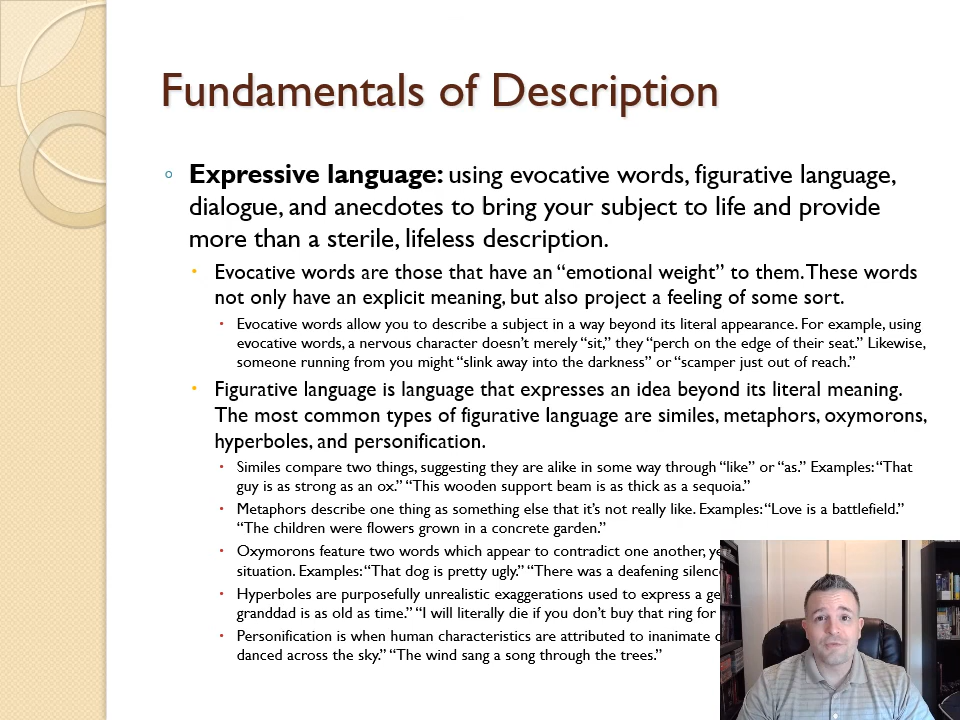 Fundamentals of Description
Expressive language: using evocative words, figurative language,
dialogue, and anecdotes to bring your subject to life and provide
more than a sterile, lifeless description.
Evocative words are those that have an “emotional weight” to them. These words
not only have an explicit meaning, but also project a feeling of some sort.
Evocative words allow you to describe a subject in a way beyond its literal appearance. For example, using
evocative words, a nervous character doesn’t merely “sit,” they “perch on the edge of their seat.” Likewise,
someone running from you might “slink away into the darkness” or “scamper just out of reach.”
Figurative language is language that expresses an idea beyond its literal meaning.
The most common types of figurative language are similes, metaphors, oxymorons,
hyperboles, and personification.
Similes compare two things, suggesting they are alike in some way through “like” or “as.” Examples: “That
guy is as strong as an ox.” “This wooden support beam is as thick as a sequoia.”
Metaphors describe one thing as something else that it’s not really like. Examples: “Love is a battlefield.”
“The children were flowers grown in a concrete garden.”
Oxymorons feature two words which appear to contradict one another,
situation. Examples: “That dog is pretty ugly.” “There was a deafening
Hyperboles are purposefully unrealistic exaggerations used to express a
granddad is as old as time.” “I will literally die if you don’t buy that ring for
Personification is when human characteristics are attributed to inanimate
danced across the sky.” “The wind sang a song through the trees.”